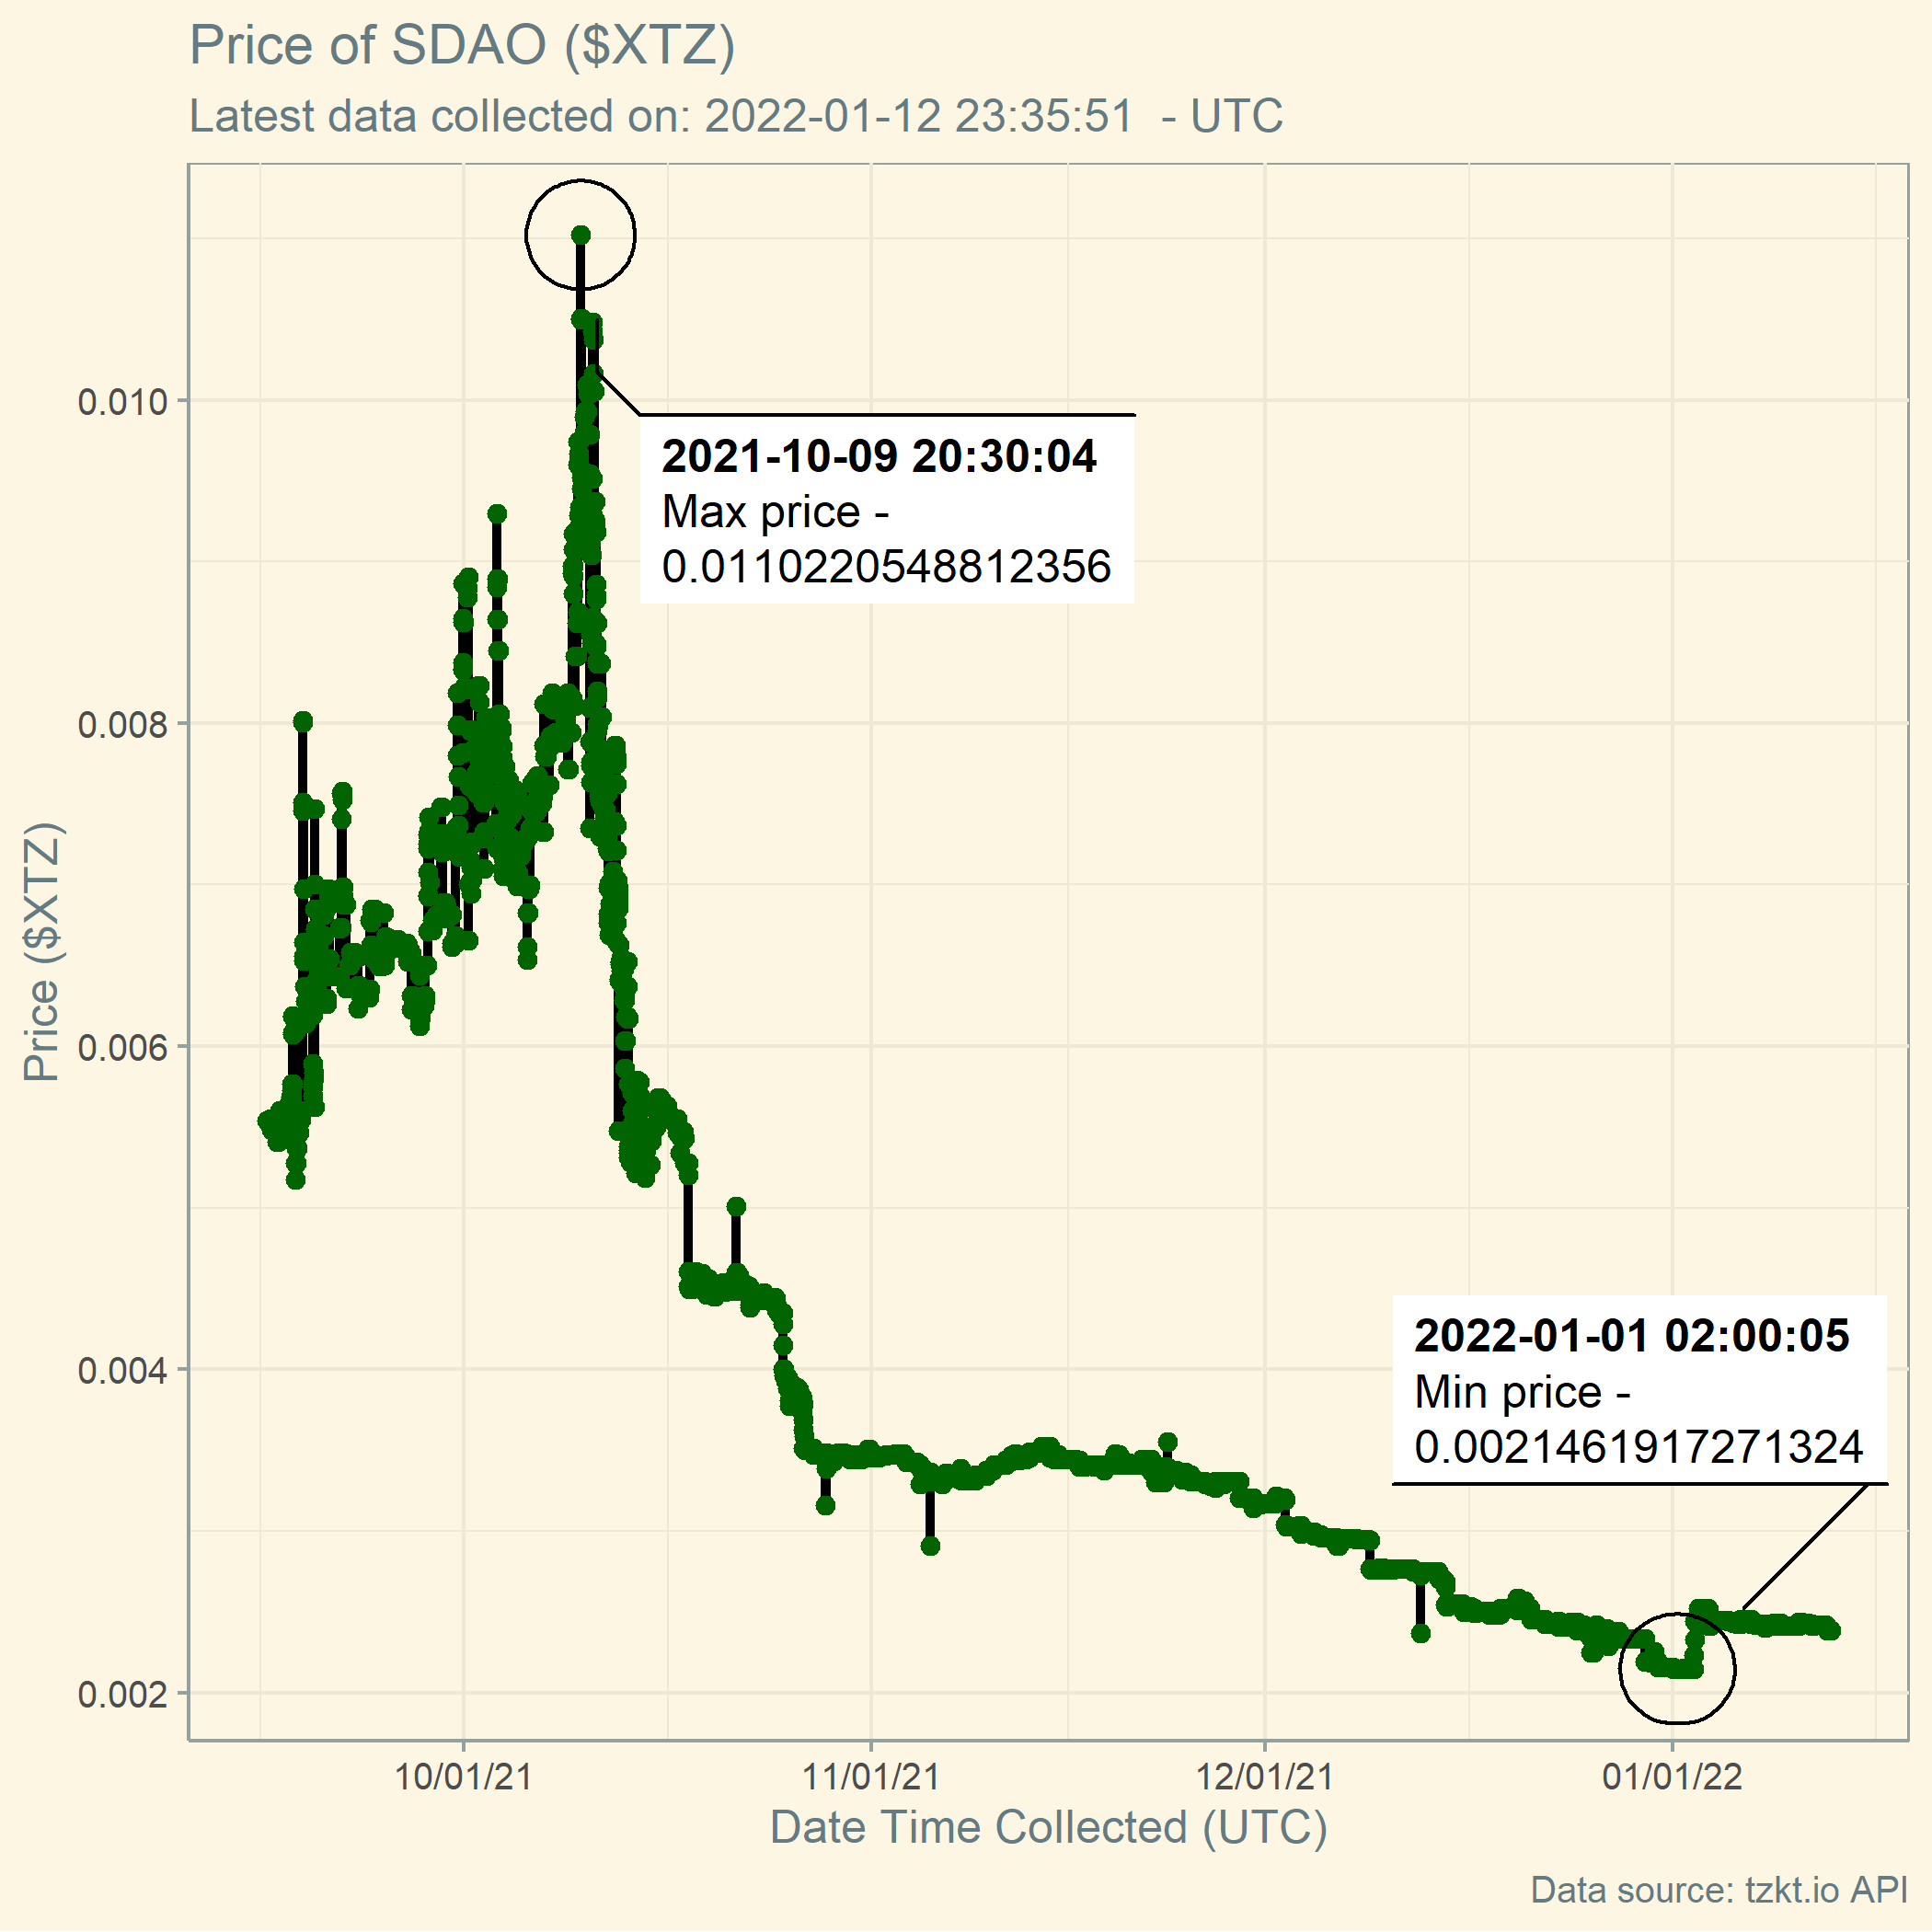 Price of SDAO ($XTZ)
Latest data collected on: 2022-01-12 23:35:51  - UTC
Price ($XTZ)
0.010
0.008
0.006
0.004
0.002
2021-10-09 20:30:04
Max price -
0.0110220548812356
2022-01-01 02:00:05
Min price -
0.00214619172713​24
10/01/21
11/01/21
12/01/21
01/01/22
Date Time Collected (UTC)
Data source: tzkt.io API